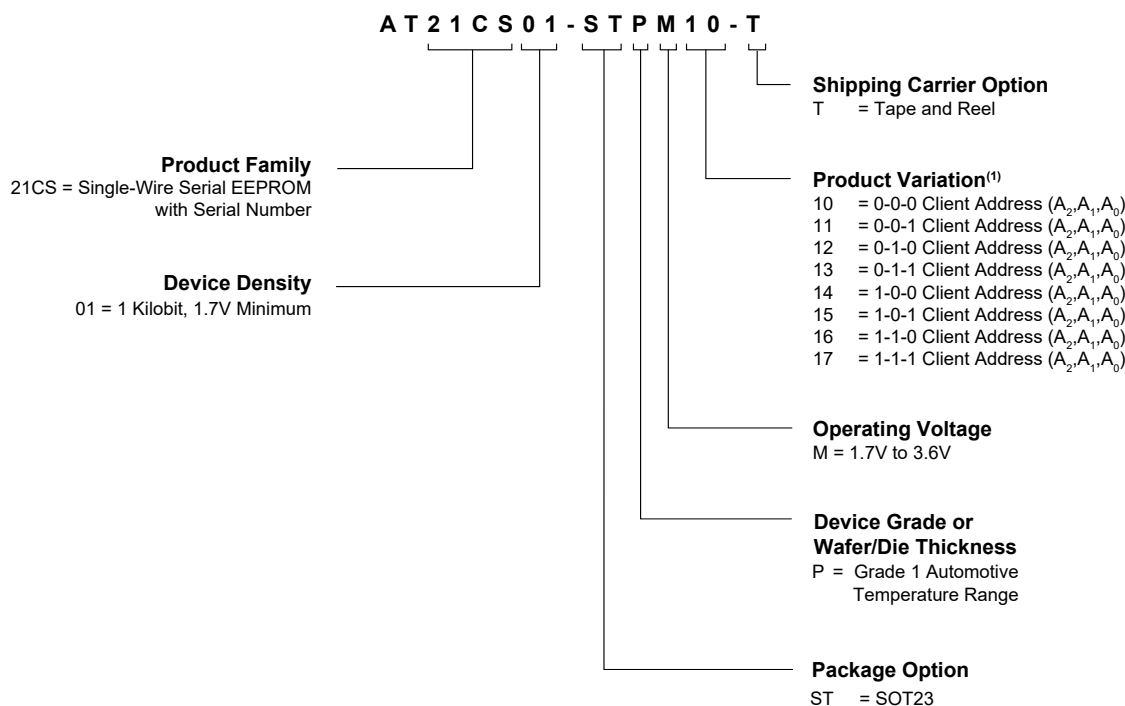 AT21CS01-STPM10-T
Shipping Carrier Option
T = Tape and Reel
Product Family
21CS = Single-Wire Serial EEPROM
with Serial Number
Product Variation(1)
10 = 0-0-0 Client Address (A2,A1,A0)
11 = 0-0-1 Client Address (A2,A1,A0)
12 = 0-1-0 Client Address (A2,A1,A0)
13 = 0-1-1 Client Address (A2,A1,A0)
14 = 1-0-0 Client Address (A2,A1,A0)
15 = 1-0-1 Client Address (A2,A1,A0)
16 = 1-1-0 Client Address (A2,A1,A0)
17 = 1-1-1 Client Address (A2,A1,A0)
Device Density
01 = 1 Kilobit, 1.7V Minimum
Operating Voltage
M = 1.7V to 3.6V
Device Grade or
Wafer/Die Thickness
P = Grade 1 Automotive
Temperature Range
Package Option
ST = SOT23